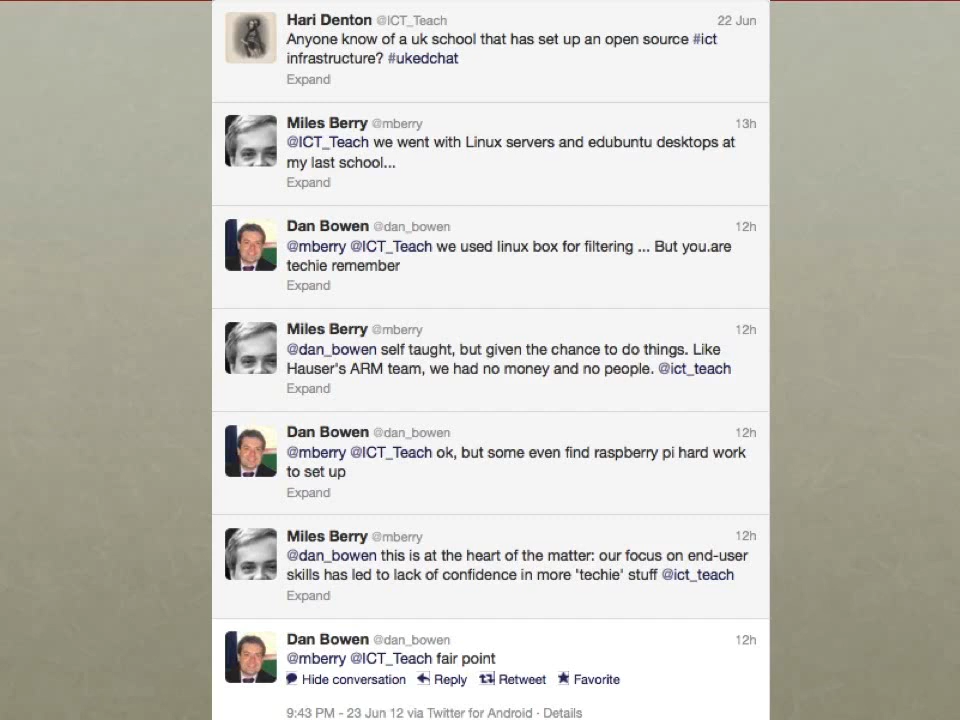 Hari Denton @ICT_Teach 22 Jun
Anyone know of a uk school that has set up an open source #ict
infrastructure? #ukedchat
Expand
Miles Berry @mberry 13h
@ICT_Teach we went with Linux servers and edubuntu desktops at
my last school...
Expand
Dan Bowen @dan_bowen 12h
@mberry @ICT_Teach we used linux box for filtering ... But you.are
techie remember
Expand
Miles Berry @mberry 12h
@dan_bowen self taught, but given the chance to do things. Like
Hauser's ARM team, we had no money and no people. @ict_teach
Expand
Dan Bowen @dan_bowen 12h
@mberry @ICT_Teach ok, but some even find raspberry pi hard work
to set up
Expand
Miles Berry @mberry 12h
@dan_bowen this is at the heart of the matter: our focus on end-user
skills has led to lack of confidence in more 'techie' stuff @ict_teach
Expand
Dan Bowen @dan_bowen 12h
@mberry @ICT_Teach fair point
Hide conversation Reply Retweet Favorite
9:43 PM - 23 Jun 12 via Twitter for Android · Details